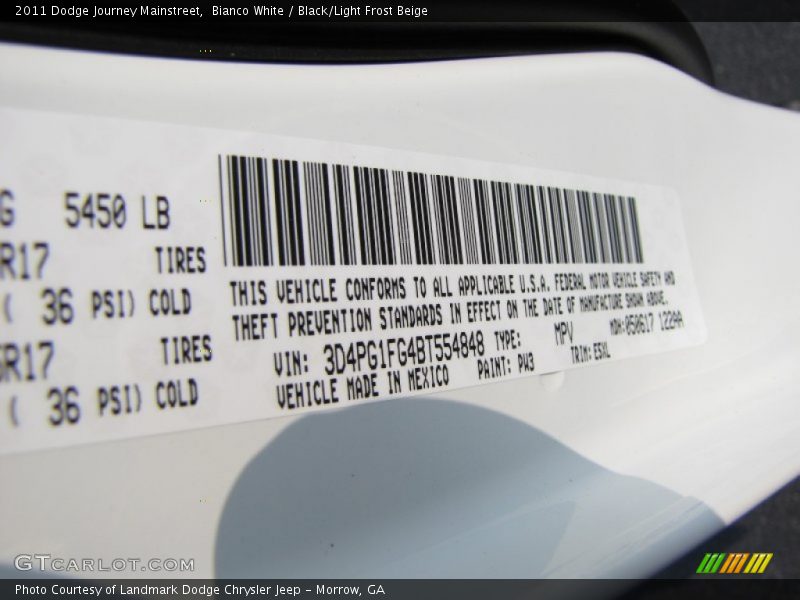 2011 Dodge Journey Mainstreet,  Bianco White / Black/Light Frost Beige
G 5450 LB
R17 TIRES
( 36 PSI) COLD
R17 TIRES
( 36 PSI) COLD
THIS VEHICLE CONFORMS TO ALL APPLICABLE U.S.A. FEDERAL MOTOR VEHICLE SAFETY AND
THEFT PREVENTION STANDARDS IN EFFECT ON THE DATE OF MANUFACTURE SHOWN ABOVE.
VIN: 3D4PG1FG4BT554848 TYPE: MPV MDH:050617 122AA
VEHICLE MADE IN MEXICO PAINT: PW3 TRIM:
GTCARLOT.COM
Photo Courtesy of Landmark Dodge Chrysler Jeep - Morrow, GA